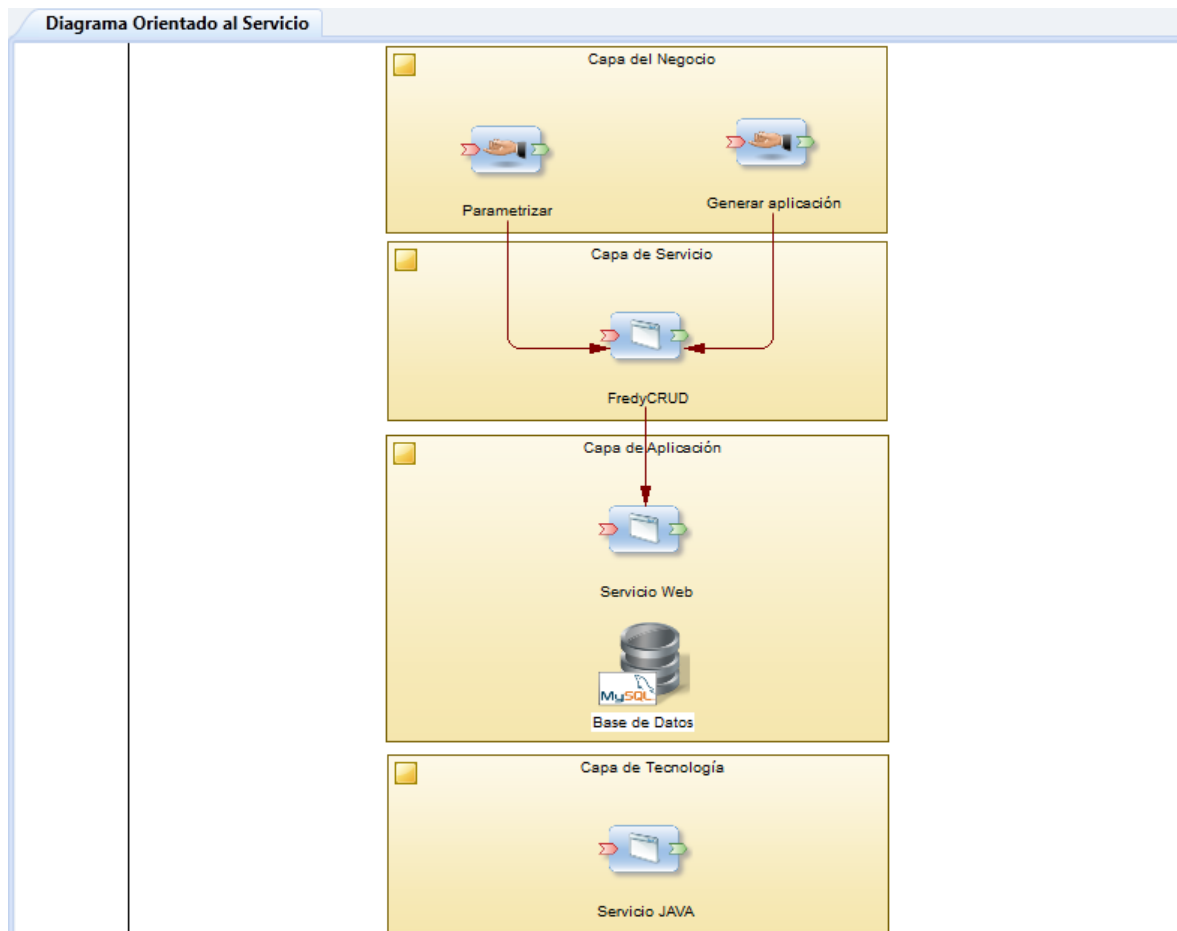 Diagrama Orientado al Servicio
Capa del Negocio
Parametrizar
Generar aplicación
Capa de Servicio
FredyCRUD
Capa de Aplicación
Servicio Web
MySQL
Base de Datos
Capa de Tecnología
Servicio JAVA